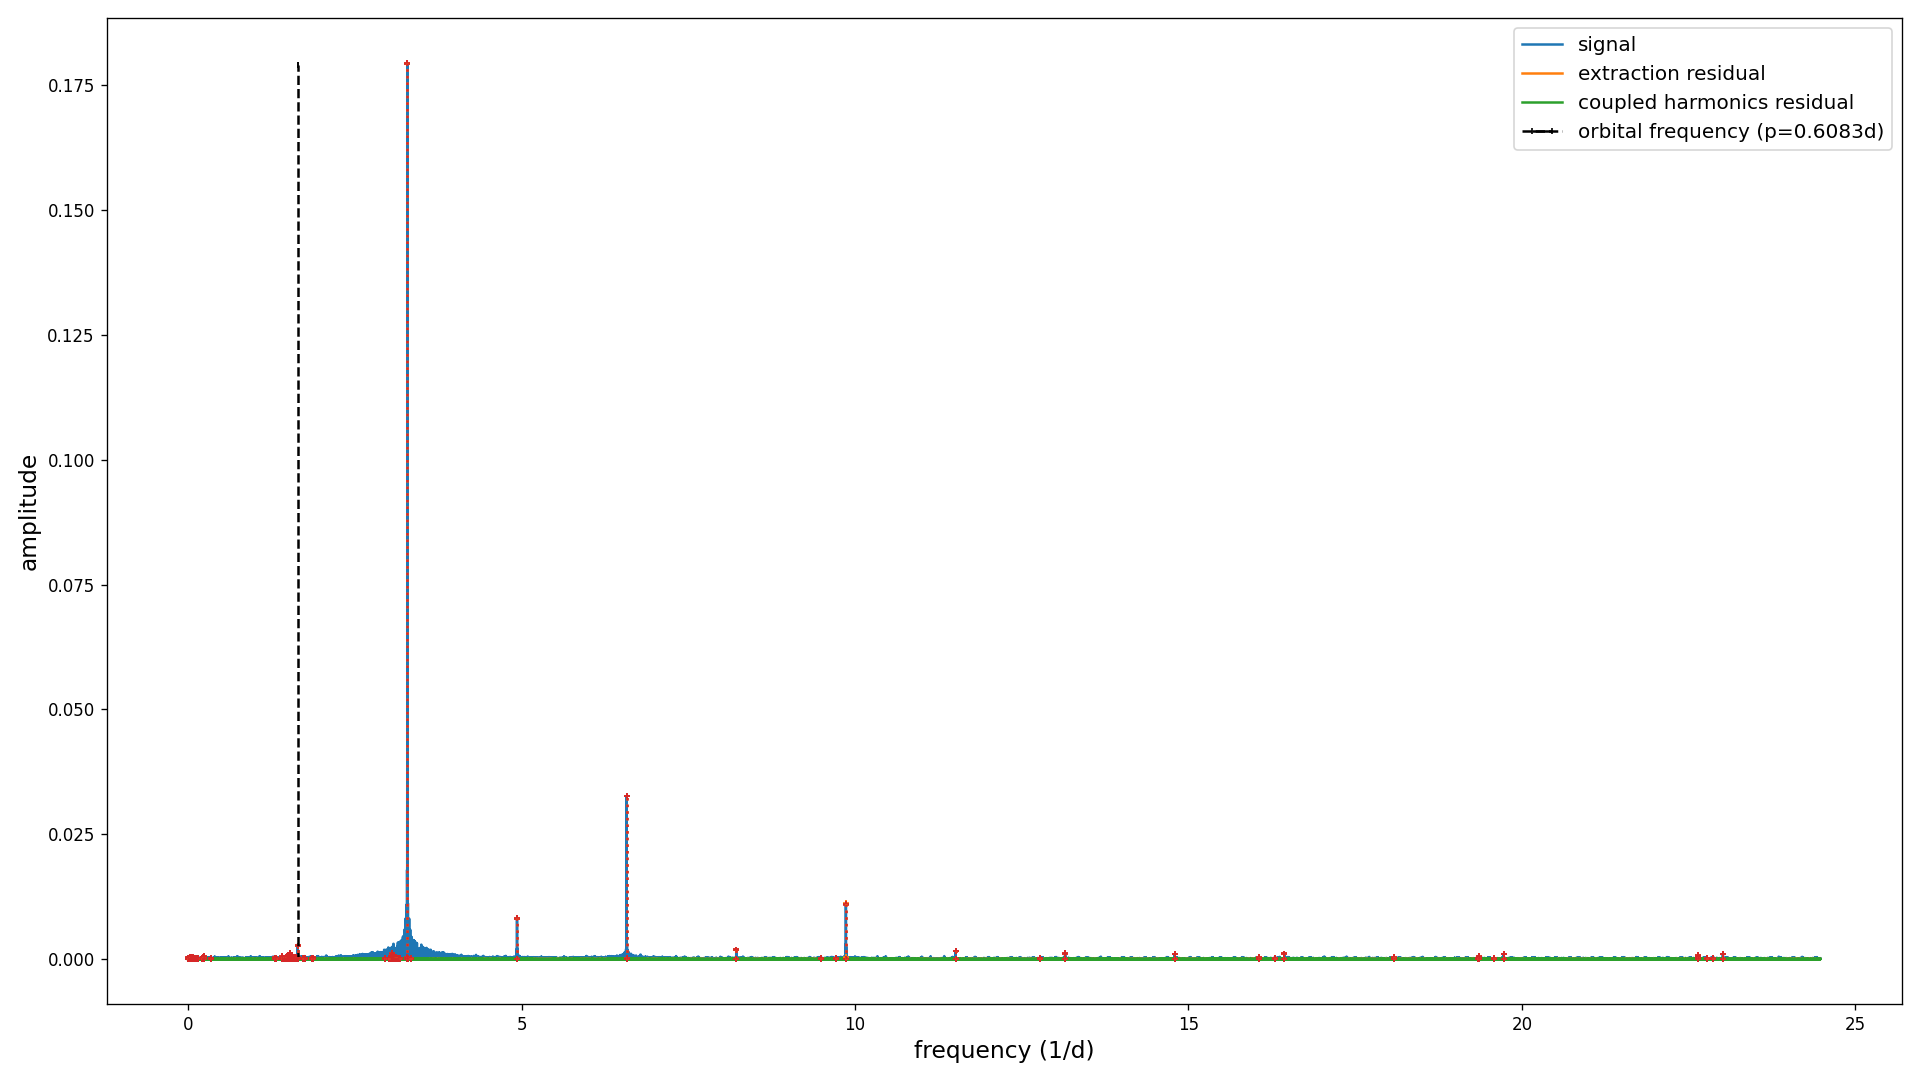 signal
extraction residual
coupled harmonics residual
orbital frequency (p=0.6083d)
amplitude
0.175
0.150
0.125
0.100
0.075
0.050
0.025
0.000
0 5 10 15 20 25
frequency (1/d)